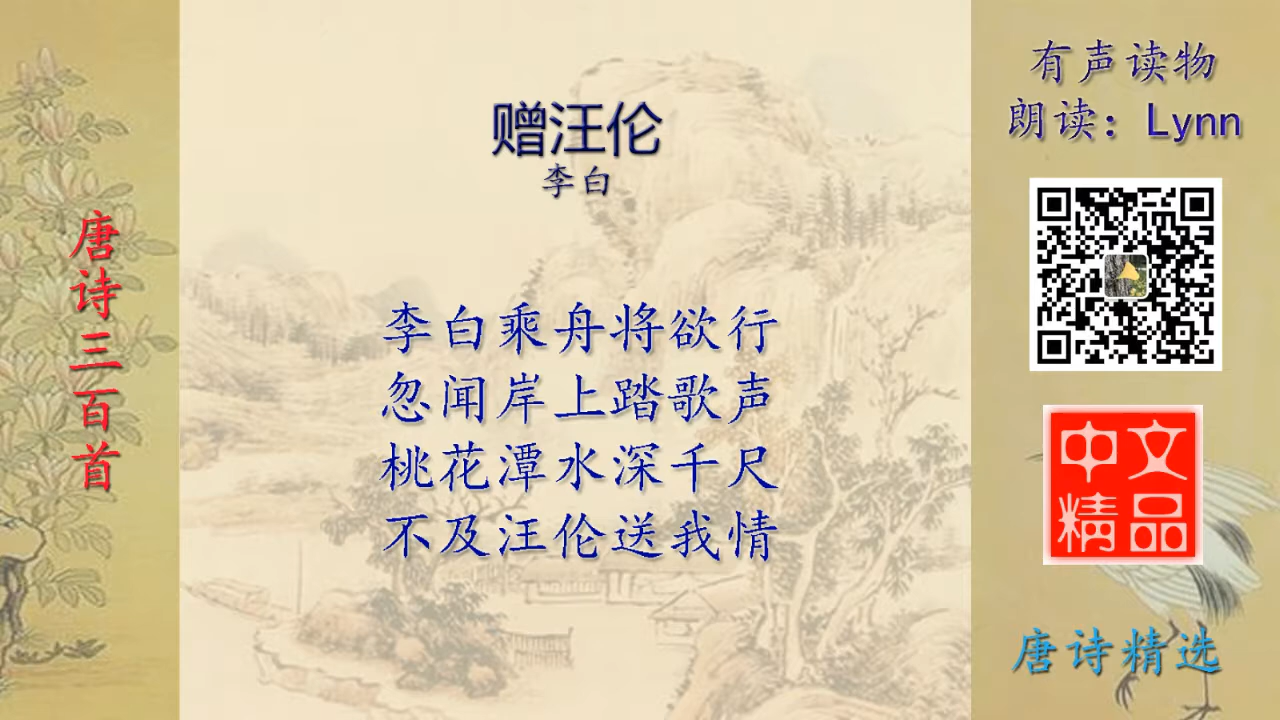 赠汪伦
李白
李白乘舟将欲行
忽闻岸上踏歌声
桃花潭水深千尺
不及汪伦送我情
唐诗三百首
有声读物
朗读：Lynn
中文
精品
唐诗精选